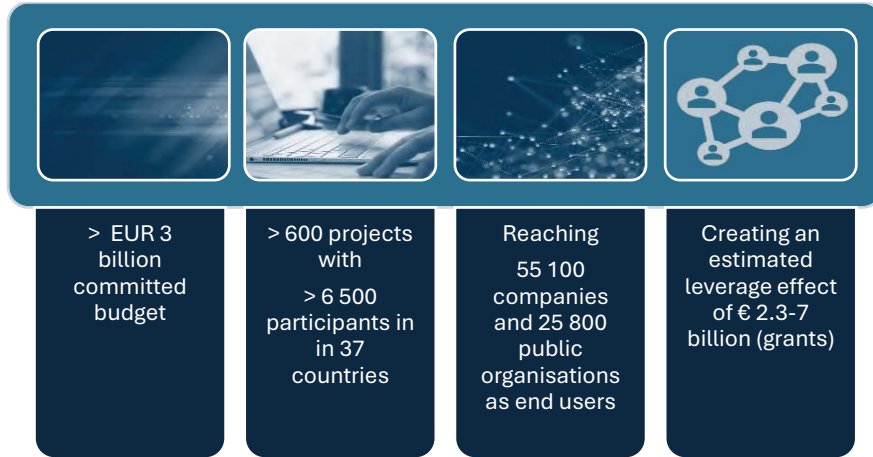 > EUR 3
billion
committed
budget
> 600 projects
with
> 6 500
participants in
in 37
countries
Reaching
55 100
companies
and 25 800
public
organisations
as end users
Creating an
estimated
leverage effect
of € 2.3-7
billion (grants)